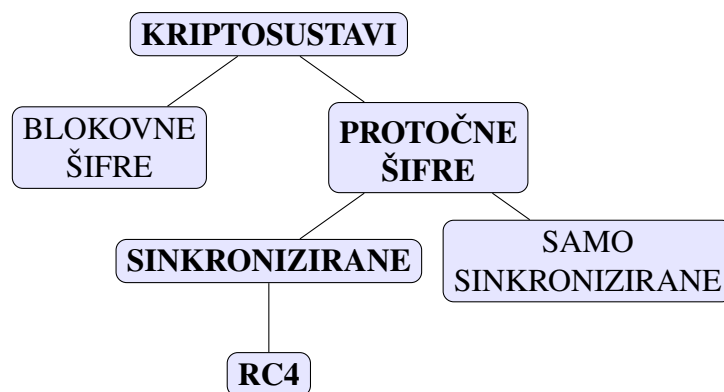 KRIPTOSUSTAVI
BLOKOVNE
ŠIFRE
PROTOČNE
ŠIFRE
SINKRONIZIRANE
SAMO
SINKRONIZIRANE
RC4